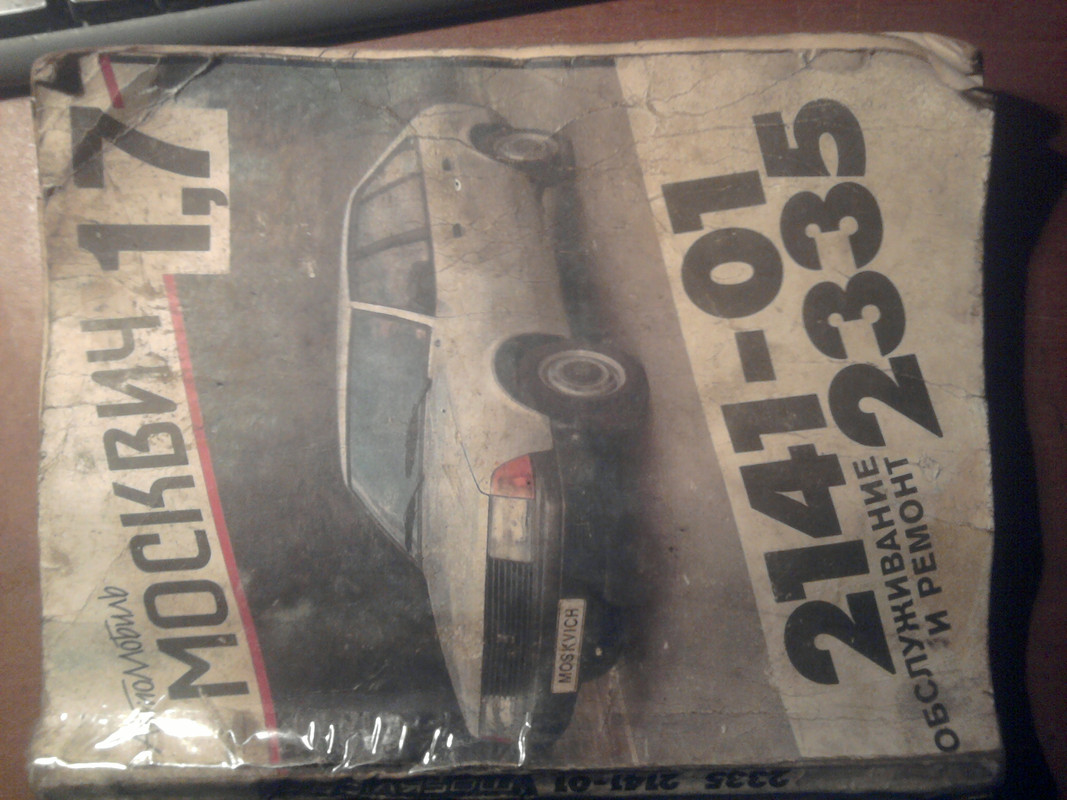 Автомобиль
МОСКВИЧ 1,7
MOSKVICH
2141-01
2335
ОБСЛУЖИВАНИЕ
И РЕМОНТ
2335 2141-01